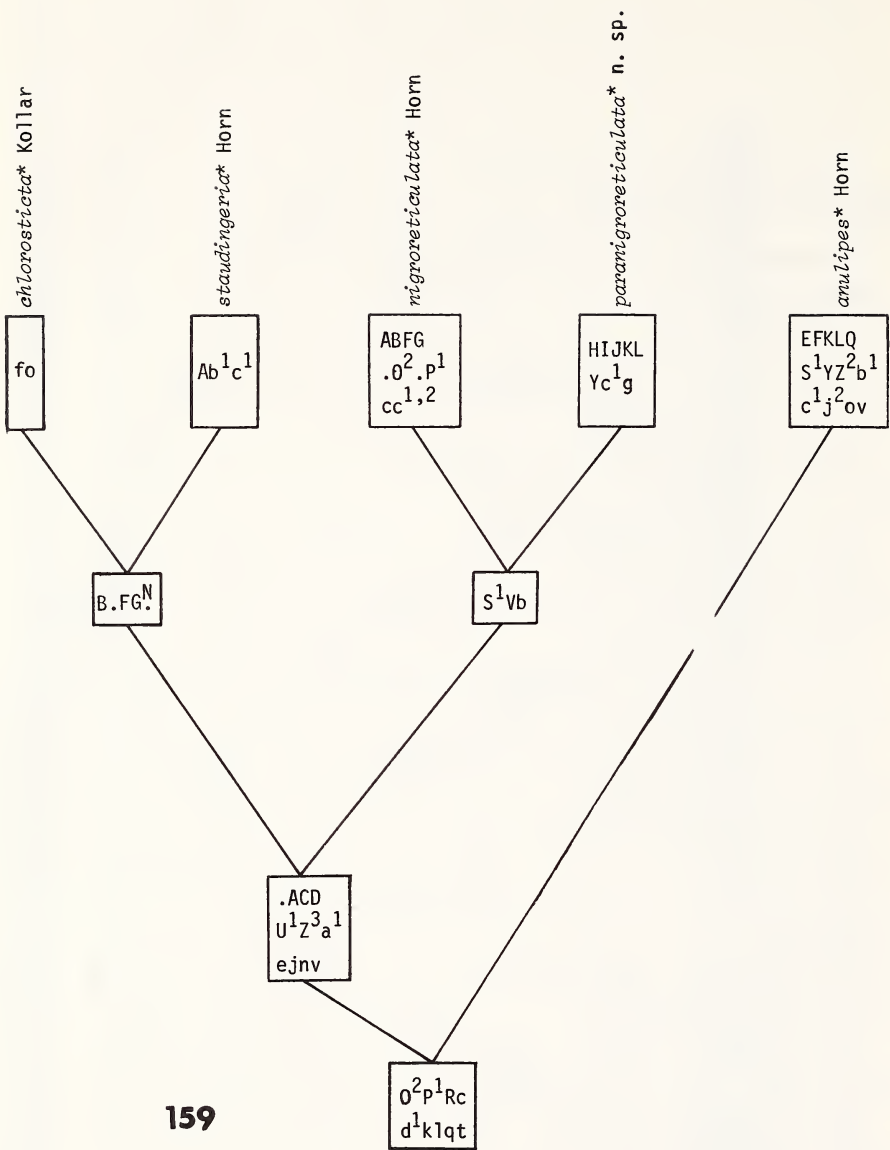 chlorosticta* Kollar
staudingeria* Horn
nigroreticulata* Horn
paranigroreticulata* n. sp.
anulipes* Horn
fo
Ab¹c¹
ABFG
.O².P¹
cc¹,²
HIJKL
Yc¹g
EFKLQ
S¹YZ²b¹
c¹j²ov
B.FG.ᴺ
S¹Vb
.ACD
U¹Z³a¹
ejnv
O²P¹Rc
d¹klqt
159